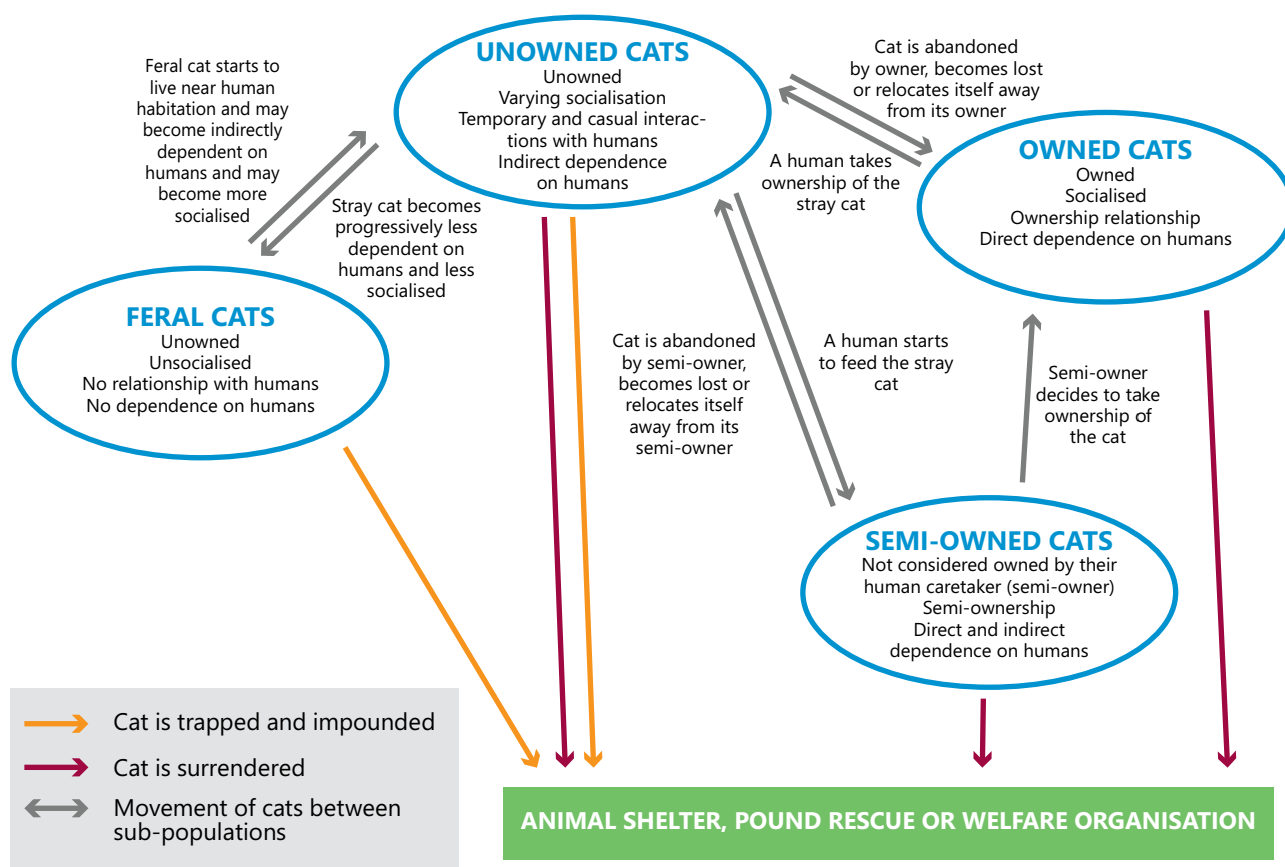 UNOWNED CATS
Unowned
Varying socialisation
Temporary and casual interac-
tions with humans
Indirect dependence
on humans
Feral cat starts to
live near human
habitation and may
become indirectly
dependent on
humans and may
become more
socialised
Stray cat becomes
progressively less
dependent on
humans and less
socialised
Cat is abandoned
by owner, becomes lost
or relocates itself away
from its owner
A human takes
ownership of the
stray cat
OWNED CATS
Owned
Socialised
Ownership relationship
Direct dependence on humans
FERAL CATS
Unowned
Unsocialised
No relationship with humans
No dependence on humans
Cat is abandoned
by semi-owner,
becomes lost or
relocates itself
away from its
semi-owner
A human starts
to feed the stray
cat
Semi-owner
decides to take
ownership of
the cat
SEMI-OWNED CATS
Not considered owned by their
human caretaker (semi-owner)
Semi-ownership
Direct and indirect
dependence on humans
Cat is trapped and impounded
Cat is surrendered
Movement of cats between
sub-populations
ANIMAL SHELTER, POUND RESCUE OR WELFARE ORGANISATION